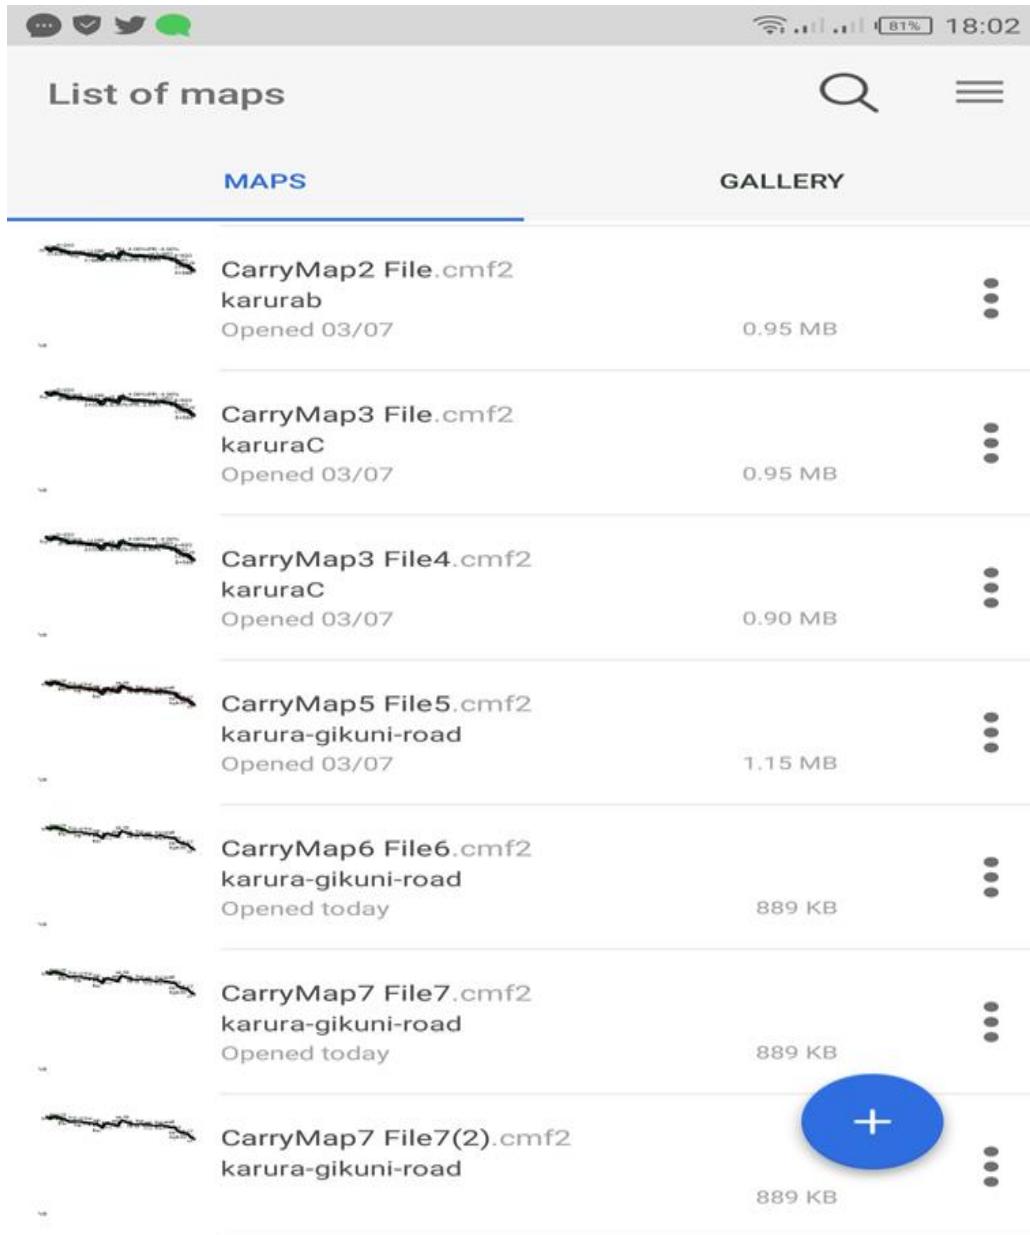 81% 18:02
List of maps
MAPS GALLERY
CarryMap2 File.cmf2
karurab
Opened 03/07 0.95 MB
CarryMap3 File.cmf2
karuraC
Opened 03/07 0.95 MB
CarryMap3 File4.cmf2
karuraC
Opened 03/07 0.90 MB
CarryMap5 File5.cmf2
karura-gikuni-road
Opened 03/07 1.15 MB
CarryMap6 File6.cmf2
karura-gikuni-road
Opened today 889 KB
CarryMap7 File7.cmf2
karura-gikuni-road
Opened today 889 KB
CarryMap7 File7(2).cmf2
karura-gikuni-road
889 KB